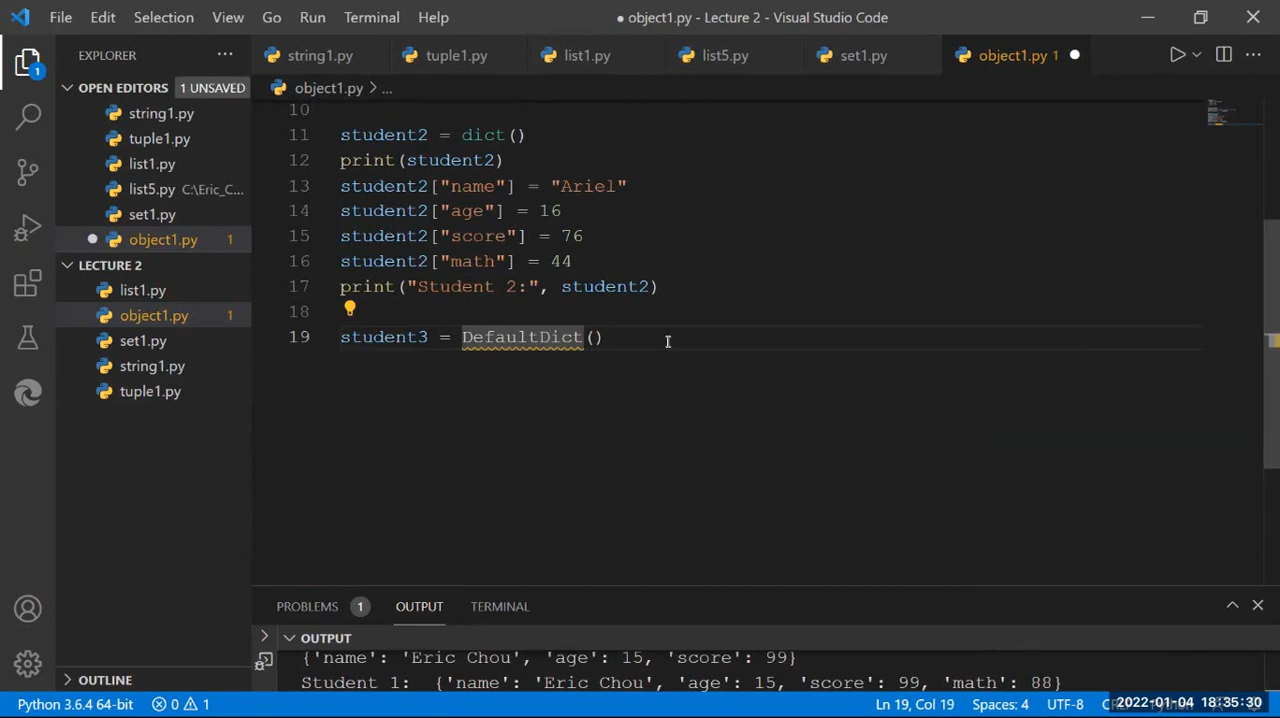 File Edit Selection View Go Run Terminal Help
● object1.py - Lecture 2 - Visual Studio Code
EXPLORER ...
string1.py tuple1.py list1.py list5.py set1.py object1.py 1
1
OPEN EDITORS 1 UNSAVED
object1.py > ...
string1.py
tuple1.py
list1.py
list5.py C:\Eric_C...
set1.py
object1.py 1
LECTURE 2
list1.py
object1.py 1
set1.py
string1.py
tuple1.py
OUTLINE
10
11 student2 = dict()
12 print(student2)
13 student2["name"] = "Ariel"
14 student2["age"] = 16
15 student2["score"] = 76
16 student2["math"] = 44
17 print("Student 2:", student2)
18
19 student3 = DefaultDict()
PROBLEMS 1 OUTPUT TERMINAL
OUTPUT
{'name': 'Eric Chou', 'age': 15, 'score': 99}
Student 1:  {'name': 'Eric Chou', 'age': 15, 'score': 99, 'math': 88}
Python 3.6.4 64-bit 0 1 Ln 19, Col 19 Spaces: 4 UTF-8 2022-01-04 18:35:30